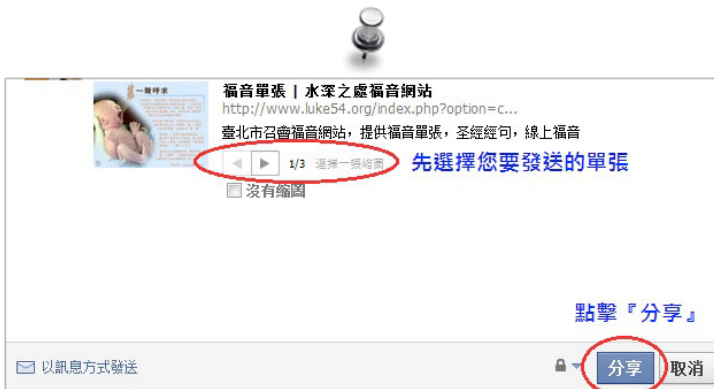 一聲呼求
福音單張 | 水深之處福音網站
http://www.luke54.org/index.php?option=c...
臺北市召會福音網站，提供福音單張，圣經經句，線上福音
1/3 選擇一張縮圖 先選擇您要發送的單張
沒有縮圖
點擊『分享』
以訊息方式發送 分享 取消